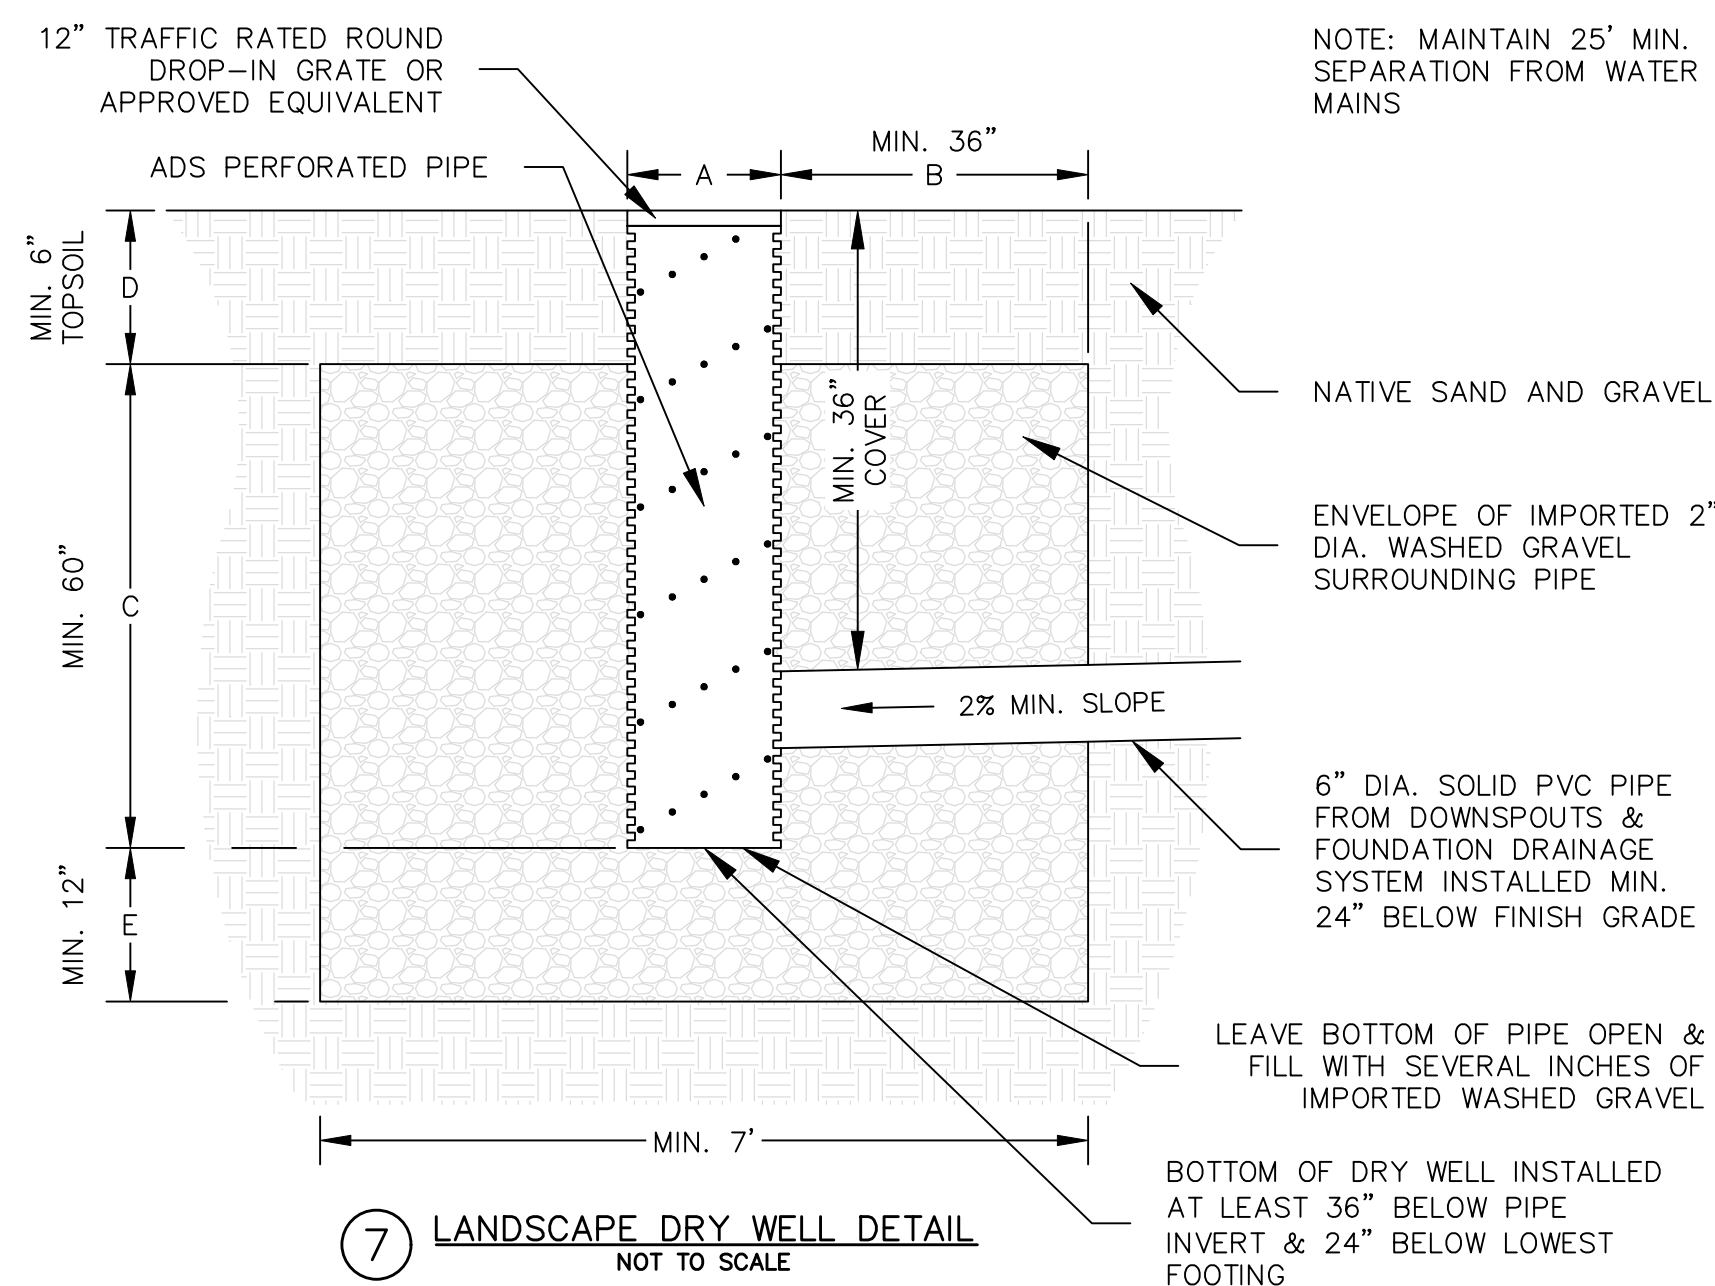 12” TRAFFIC RATED ROUND
DROP-IN GRATE OR
APPROVED EQUIVALENT
NOTE: MAINTAIN 25’ MIN.
SEPARATION FROM WATER
MAINS
ADS PERFORATED PIPE
MIN. 36”
A
B
MIN. 6”
TOPSOIL
D
MIN. 36”
COVER
NATIVE SAND AND GRAVEL
ENVELOPE OF IMPORTED 2”
DIA. WASHED GRAVEL
SURROUNDING PIPE
MIN. 60”
C
2% MIN. SLOPE
6” DIA. SOLID PVC PIPE
FROM DOWNSPOUTS &
FOUNDATION DRAINAGE
SYSTEM INSTALLED MIN.
24” BELOW FINISH GRADE
MIN. 12”
E
LEAVE BOTTOM OF PIPE OPEN &
FILL WITH SEVERAL INCHES OF
IMPORTED WASHED GRAVEL
MIN. 7’
BOTTOM OF DRY WELL INSTALLED
AT LEAST 36” BELOW PIPE
INVERT & 24” BELOW LOWEST
FOOTING
7
LANDSCAPE DRY WELL DETAIL
NOT TO SCALE